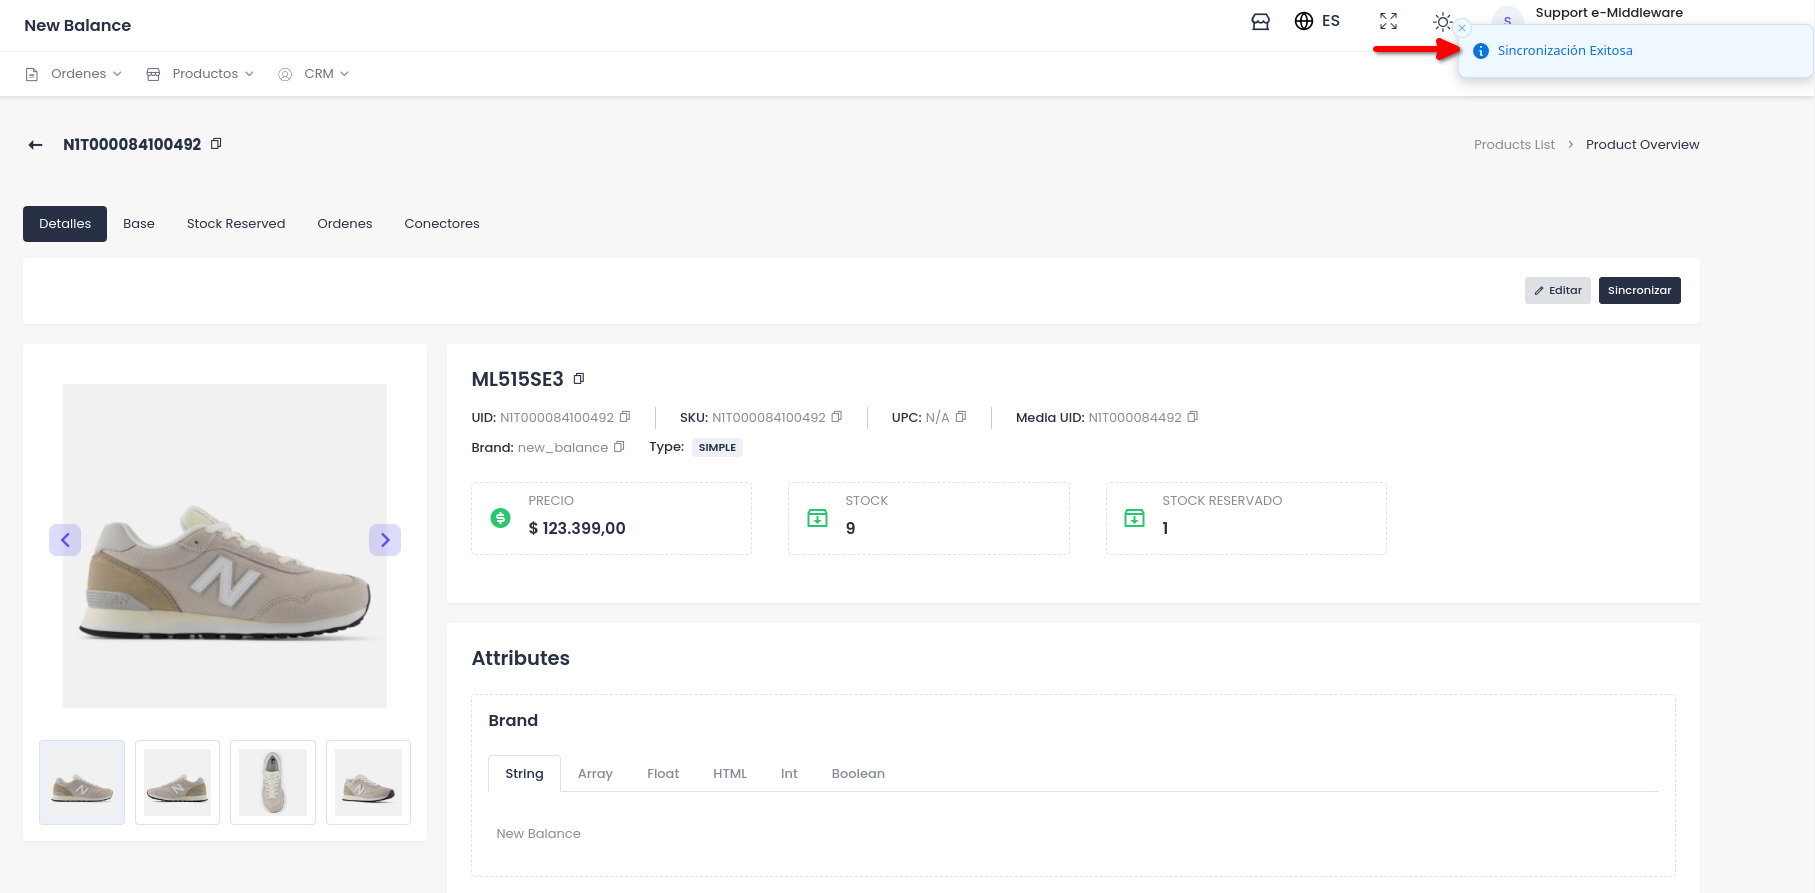 New Balance
ES
Support e-Middleware
S
Sincronización Exitosa
Ordenes
Productos
CRM
N1T000084100492
Products List > Product Overview
Detalles
Base
Stock Reserved
Ordenes
Conectores
Editar
Sincronizar
ML515SE3
UID: N1T000084100492
SKU: N1T000084100492
UPC: N/A
Media UID: N1T000084492
Brand: new_balance
Type: SIMPLE
PRECIO
$ 123.399,00
STOCK
9
STOCK RESERVADO
1
Attributes
Brand
String
Array
Float
HTML
Int
Boolean
New Balance